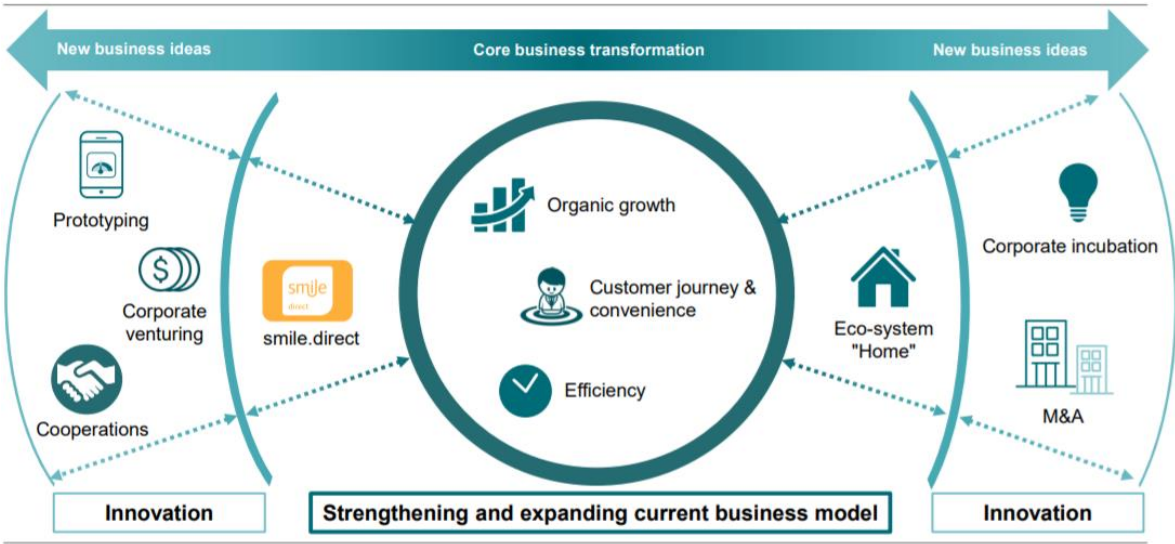 New business ideas
Core business transformation
New business ideas
Prototyping
Corporate
venturing
Cooperations
smile
direct
smile.direct
Organic growth
Customer journey &
convenience
Efficiency
Eco-system
"Home"
Corporate incubation
M&A
Innovation
Strengthening and expanding current business model
Innovation